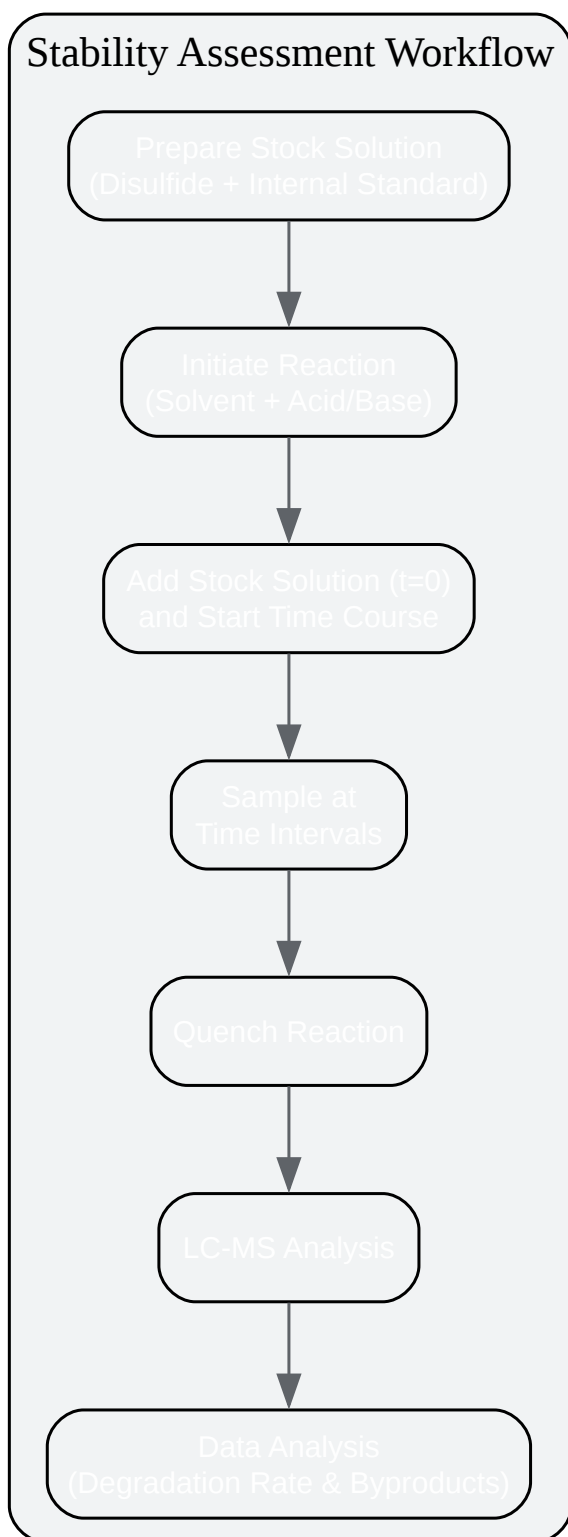 Stability Assessment Workflow
Prepare Stock Solution
(Disulfide + Internal Standard)
Initiate Reaction
(Solvent + Acid/Base)
Add Stock Solution (t=0)
and Start Time Course
Sample at
Time Intervals
Quench Reaction
LC-MS Analysis
Data Analysis
(Degradation Rate & Byproducts)